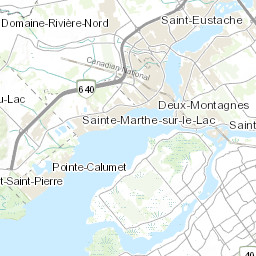 Domaine-Rivière-Nord
Saint-Eustache
Canadian National
640
u-Lac
Deux-Montagnes
Sainte-Marthe-sur-le-Lac
Saint
Pointe-Calumet
t-Saint-Pierre
40